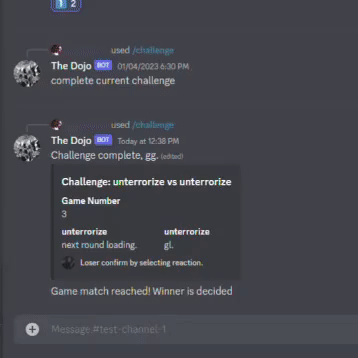 1 2
used /challenge
The Dojo BOT 01/04/2023 6:30 PM
complete current challenge
used /challenge
The Dojo BOT Today at 12:38 PM
Challenge complete, gg. (edited)
Challenge: unterrorize vs unterrorize
Game Number
3
unterrorize unterrorize
next round loading. gl.
Loser confirm by selecting reaction.
Game match reached! Winner is decided
Message #test-channel-1